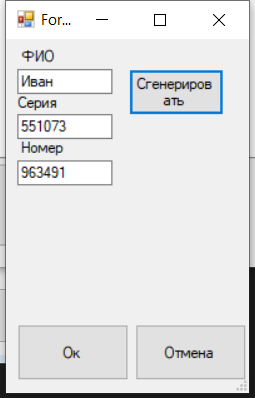 For...
ФИО
Иван
Сгенериров
ать
Серия
551073
Номер
963491
Ок
Отмена